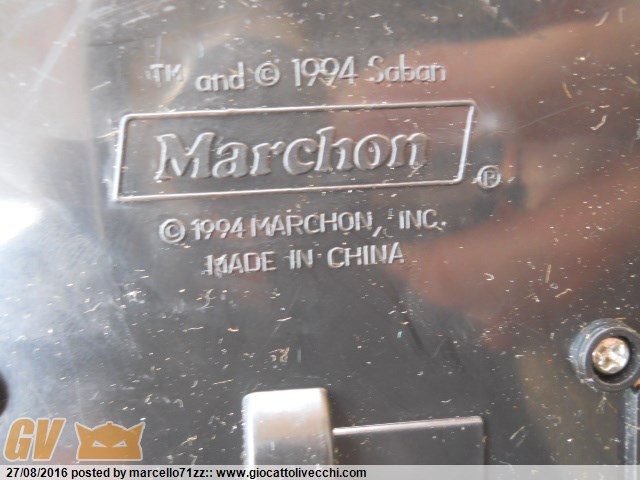 TM and © 1994 Saban
Marchon ®
© 1994 MARCHON, INC.
MADE IN CHINA
GV
27/08/2016 posted by marcello71zz:: www.giocattolivecchi.com